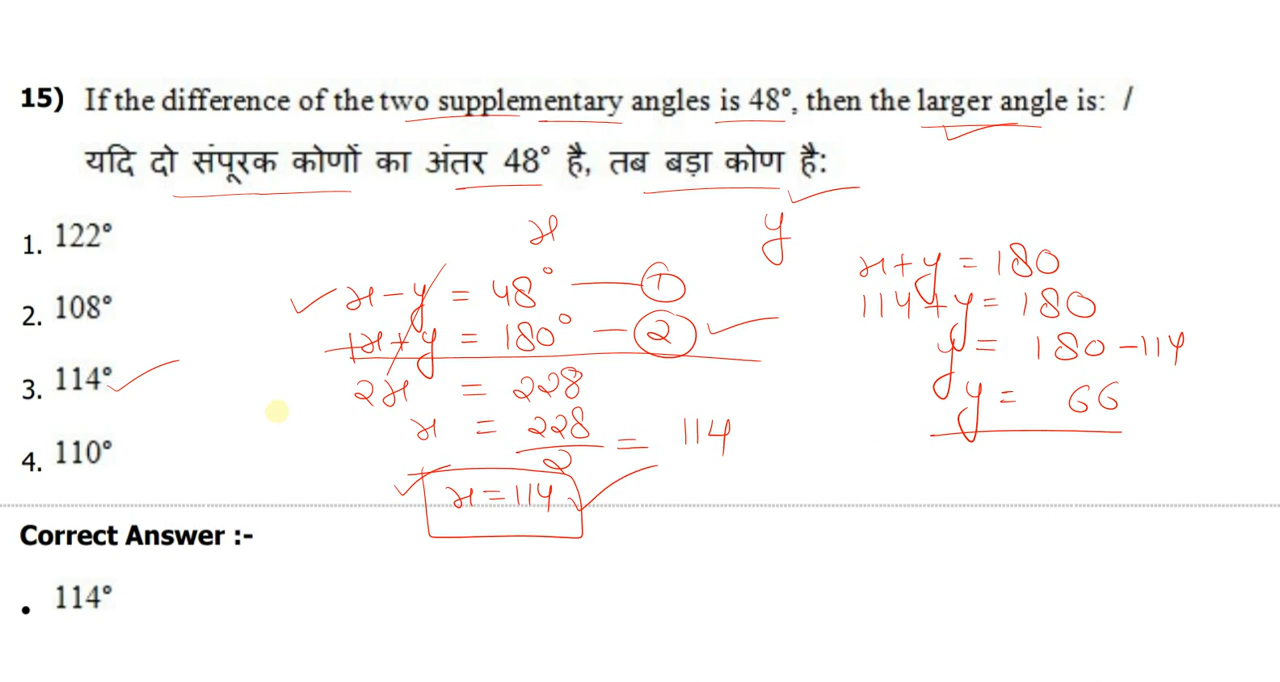 15) If the difference of the two supplementary angles is 48°, then the larger angle is: /
यदि दो संपूरक कोणों का अंतर 48° है, तब बड़ा कोण है:
1. 122°
2. 108°
3. 114°
4. 110°
x y
x - y = 48° — ①
+x + y = 180° — ②
2x = 228
x = 228/2 = 114
x = 114
x + y = 180
114 + y = 180
y = 180 - 114
y = 66
Correct Answer :-
• 114°